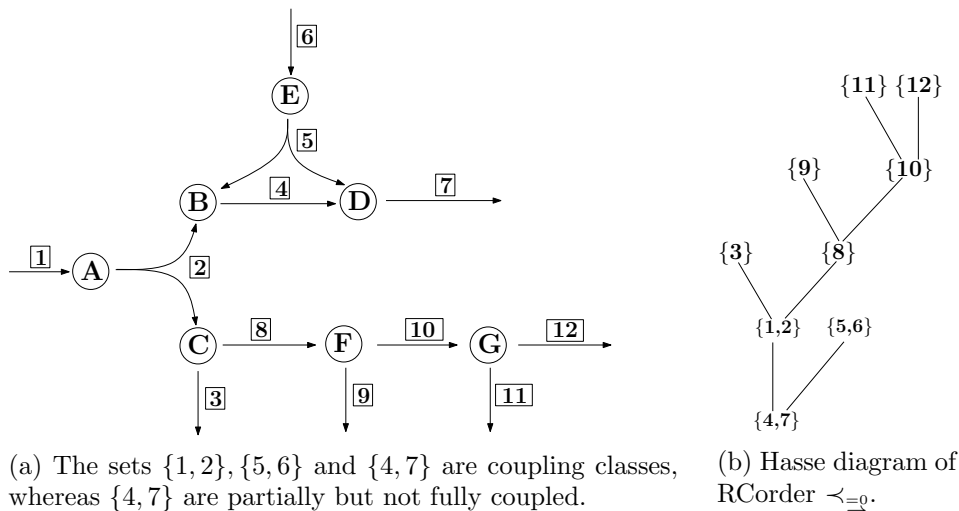 6
E
5
B
4
D
7
1
A
2
C
8
F
10
G
12
3
9
11
(a) The sets {1, 2}, {5, 6} and {4, 7} are coupling classes,
whereas {4, 7} are partially but not fully coupled.
{11} {12}
{9} {10}
{3} {8}
{1,2} {5,6}
{4,7}
(b) Hasse diagram of
RCorder ≺=0→.